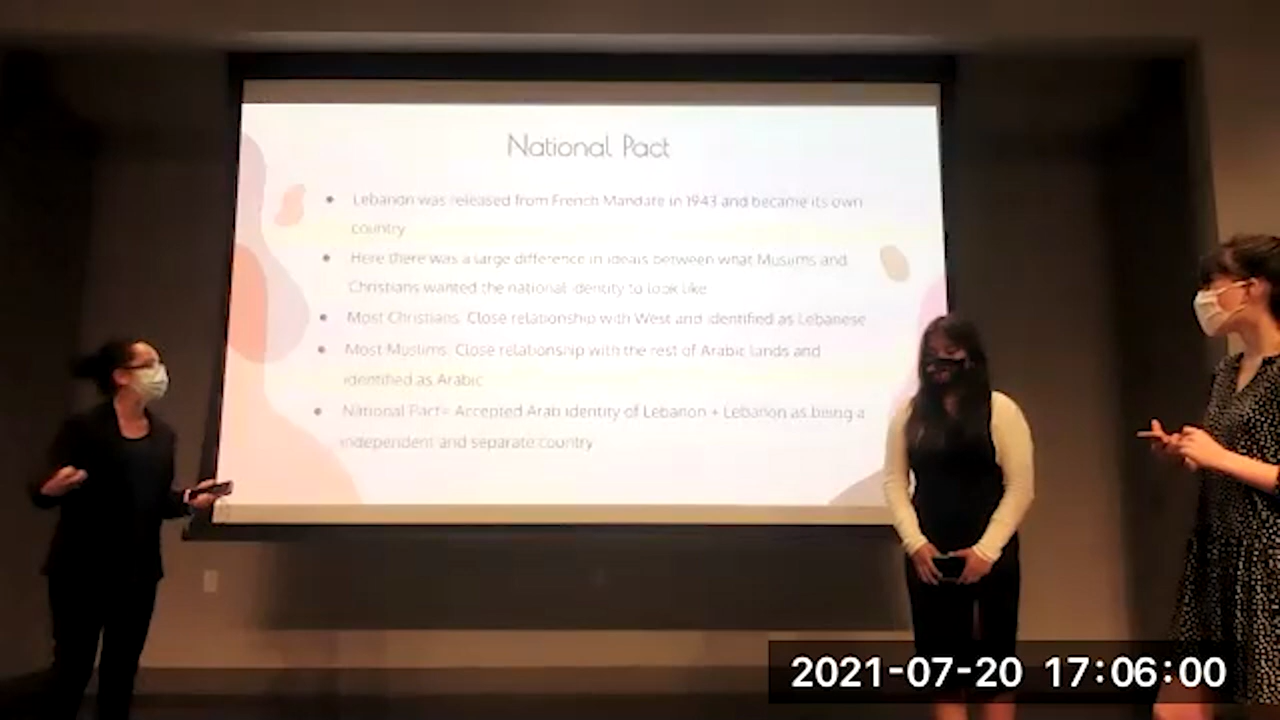 National Pact
Lebanon was released from French Mandate in 1943 and became its own
country
Here there was a large difference in ideals between what Muslims and
Christians wanted the national identity to look like
Most Christians: Close relationship with West and identified as Lebanese
Most Muslims: Close relationship with the rest of Arabic lands and
identified as Arabic
National Pact= Accepted Arab identity of Lebanon + Lebanon as being a
independent and separate country
2021-07-20 17:06:00